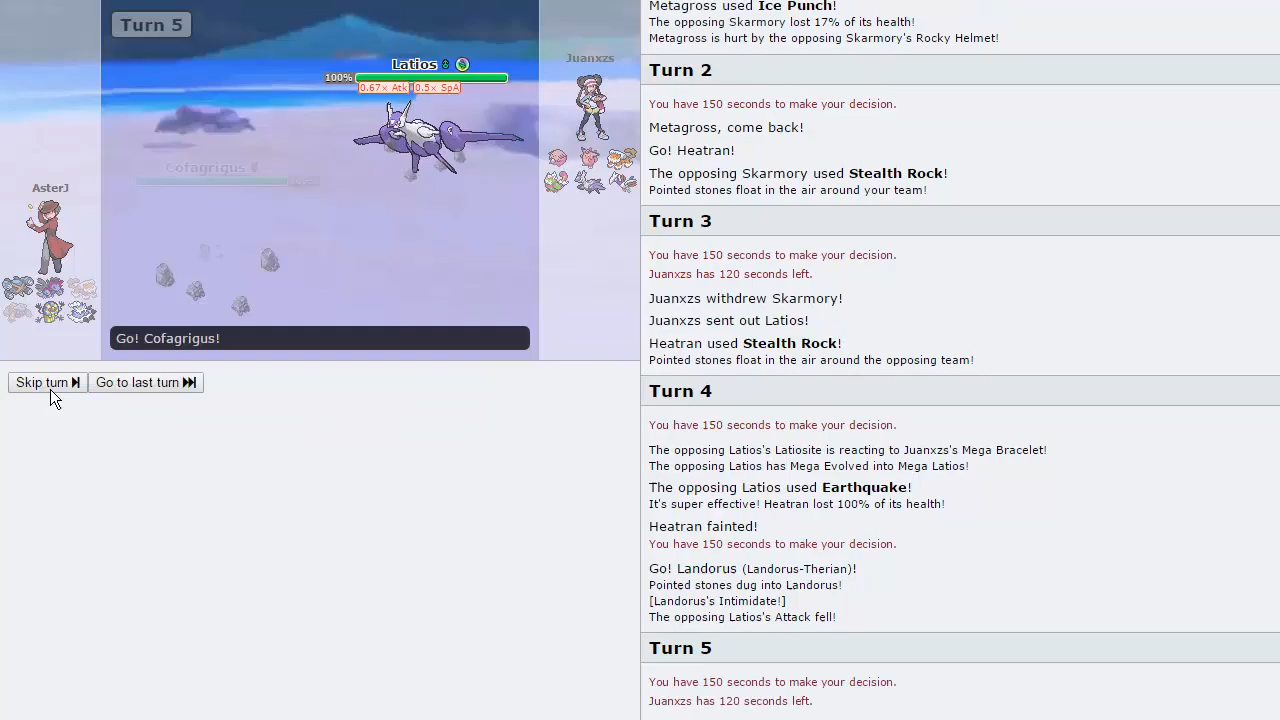 Turn 5
Latios
100%
0.67× Atk 0.5× SpA
Juanxzs
Cofagrigus
AsterJ
Go! Cofagrigus!
Skip turn
Go to last turn
Metagross used Ice Punch!
The opposing Skarmory lost 17% of its health!
Metagross is hurt by the opposing Skarmory's Rocky Helmet!
Turn 2
You have 150 seconds to make your decision.
Metagross, come back!
Go! Heatran!
The opposing Skarmory used Stealth Rock!
Pointed stones float in the air around your team!
Turn 3
You have 150 seconds to make your decision.
Juanxzs has 120 seconds left.
Juanxzs withdrew Skarmory!
Juanxzs sent out Latios!
Heatran used Stealth Rock!
Pointed stones float in the air around the opposing team!
Turn 4
You have 150 seconds to make your decision.
The opposing Latios's Latiosite is reacting to Juanxzs's Mega Bracelet!
The opposing Latios has Mega Evolved into Mega Latios!
The opposing Latios used Earthquake!
It's super effective! Heatran lost 100% of its health!
Heatran fainted!
You have 150 seconds to make your decision.
Go! Landorus (Landorus-Therian)!
Pointed stones dug into Landorus!
[Landorus's Intimidate!]
The opposing Latios's Attack fell!
Turn 5
You have 150 seconds to make your decision.
Juanxzs has 120 seconds left.